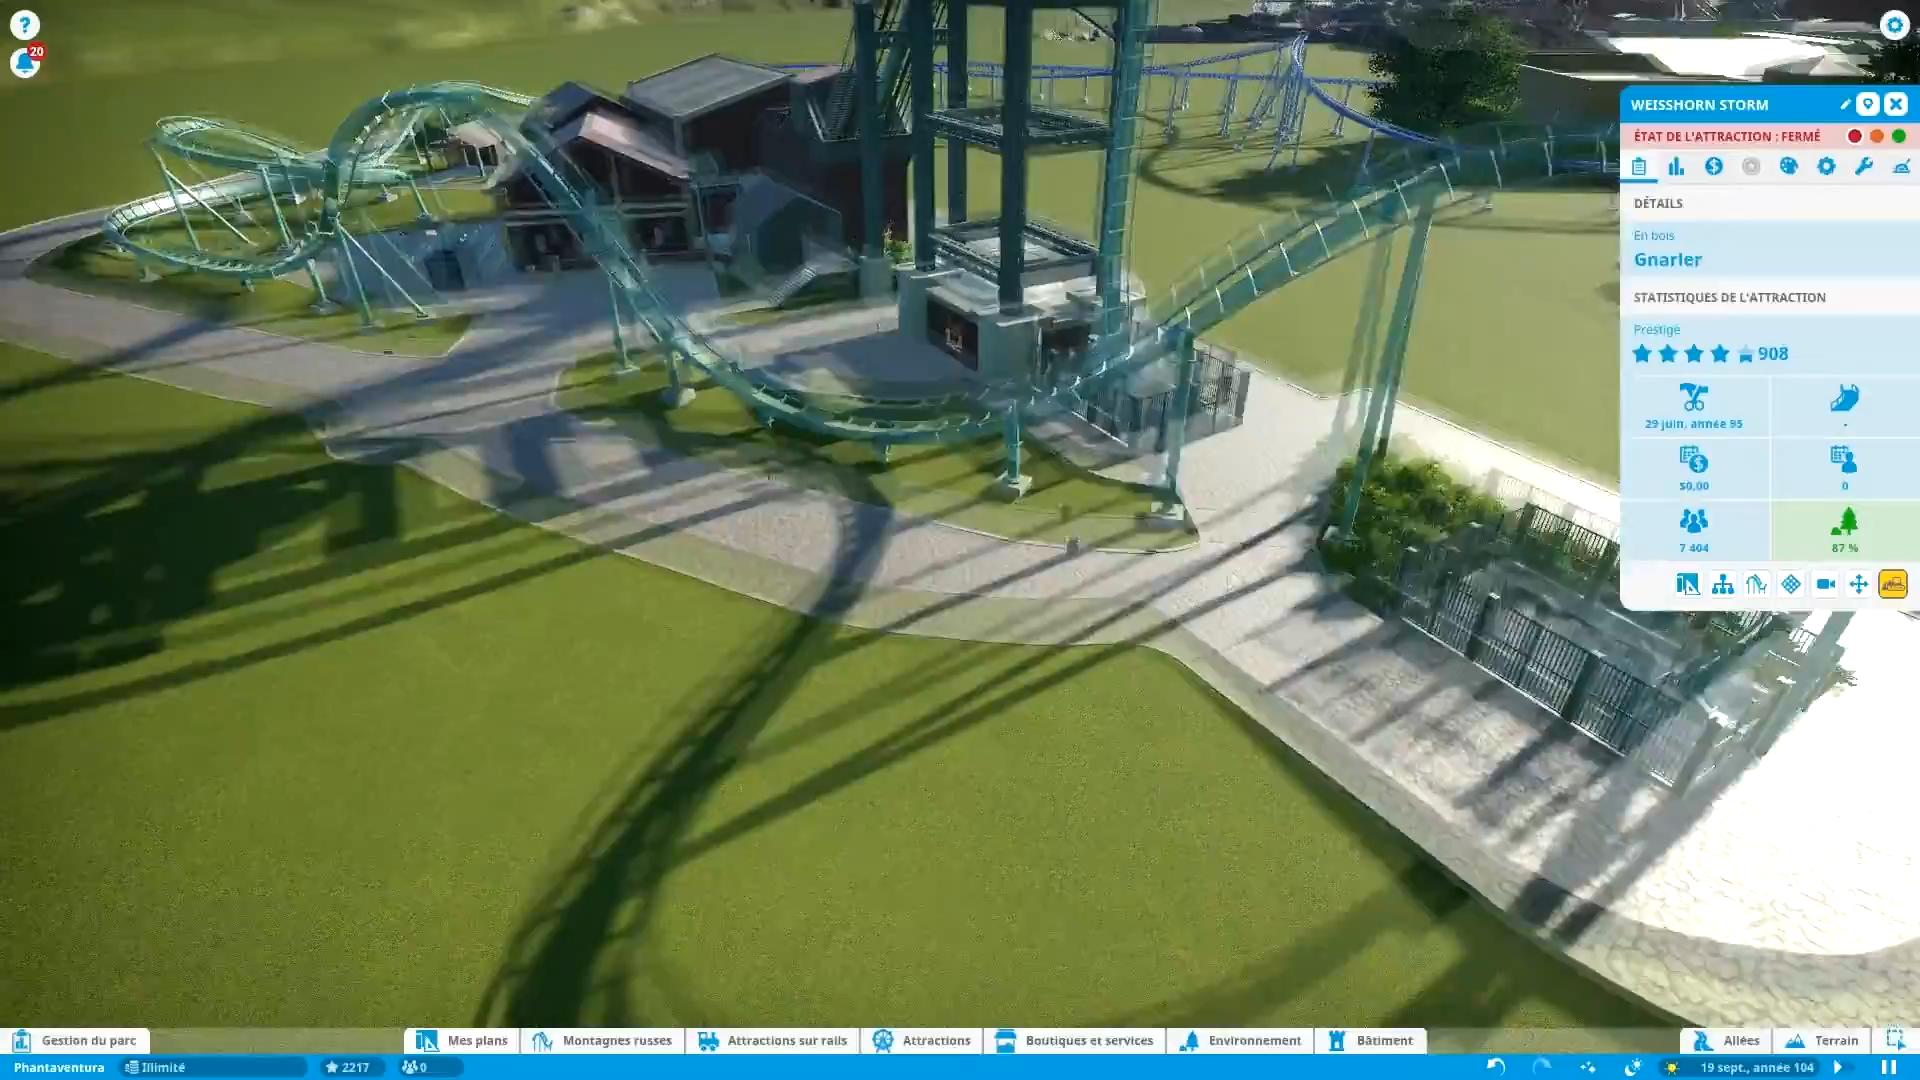 ?
20
WEISSHORN STORM
ÉTAT DE L'ATTRACTION : FERMÉ
DÉTAILS
En bois
Gnarler
STATISTIQUES DE L'ATTRACTION
Prestige
908
29 juin, année 95
-
$0,00
0
7 404
87 %
Gestion du parc
Mes plans
Montagnes russes
Attractions sur rails
Attractions
Boutiques et services
Environnement
Bâtiment
Allées
Terrain
Phantaventura
Illimité
2217
0
19 sept., année 104